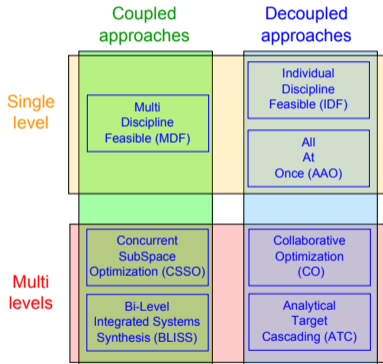 Coupled
approaches
Decoupled
approaches
Single
level
Multi
Discipline
Feasible (MDF)
Individual
Discipline
Feasible (IDF)
All
At
Once (AAO)
Multi
levels
Concurrent
SubSpace
Optimization (CSSO)
Collaborative
Optimization
(CO)
Bi-Level
Integrated Systems
Synthesis (BLISS)
Analytical
Target
Cascading (ATC)